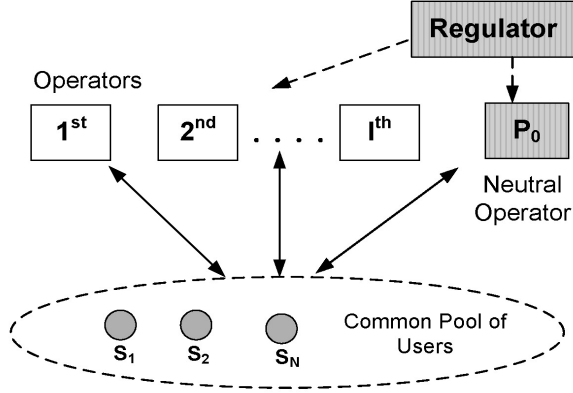 Regulator
Operators
1st 2nd . . . . Ith P0
Neutral
Operator
Common Pool of
Users
S1 S2 SN